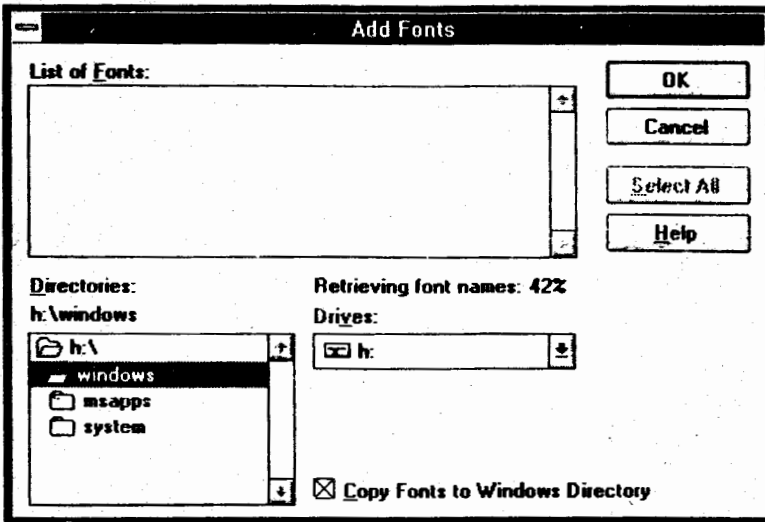 Add Fonts
List of Fonts:
OK
Cancel
Select All
Help
Directories:
h:\windows
h:\
windows
msapps
system
Retrieving font names: 42%
Drives:
h:
Copy Fonts to Windows Directory